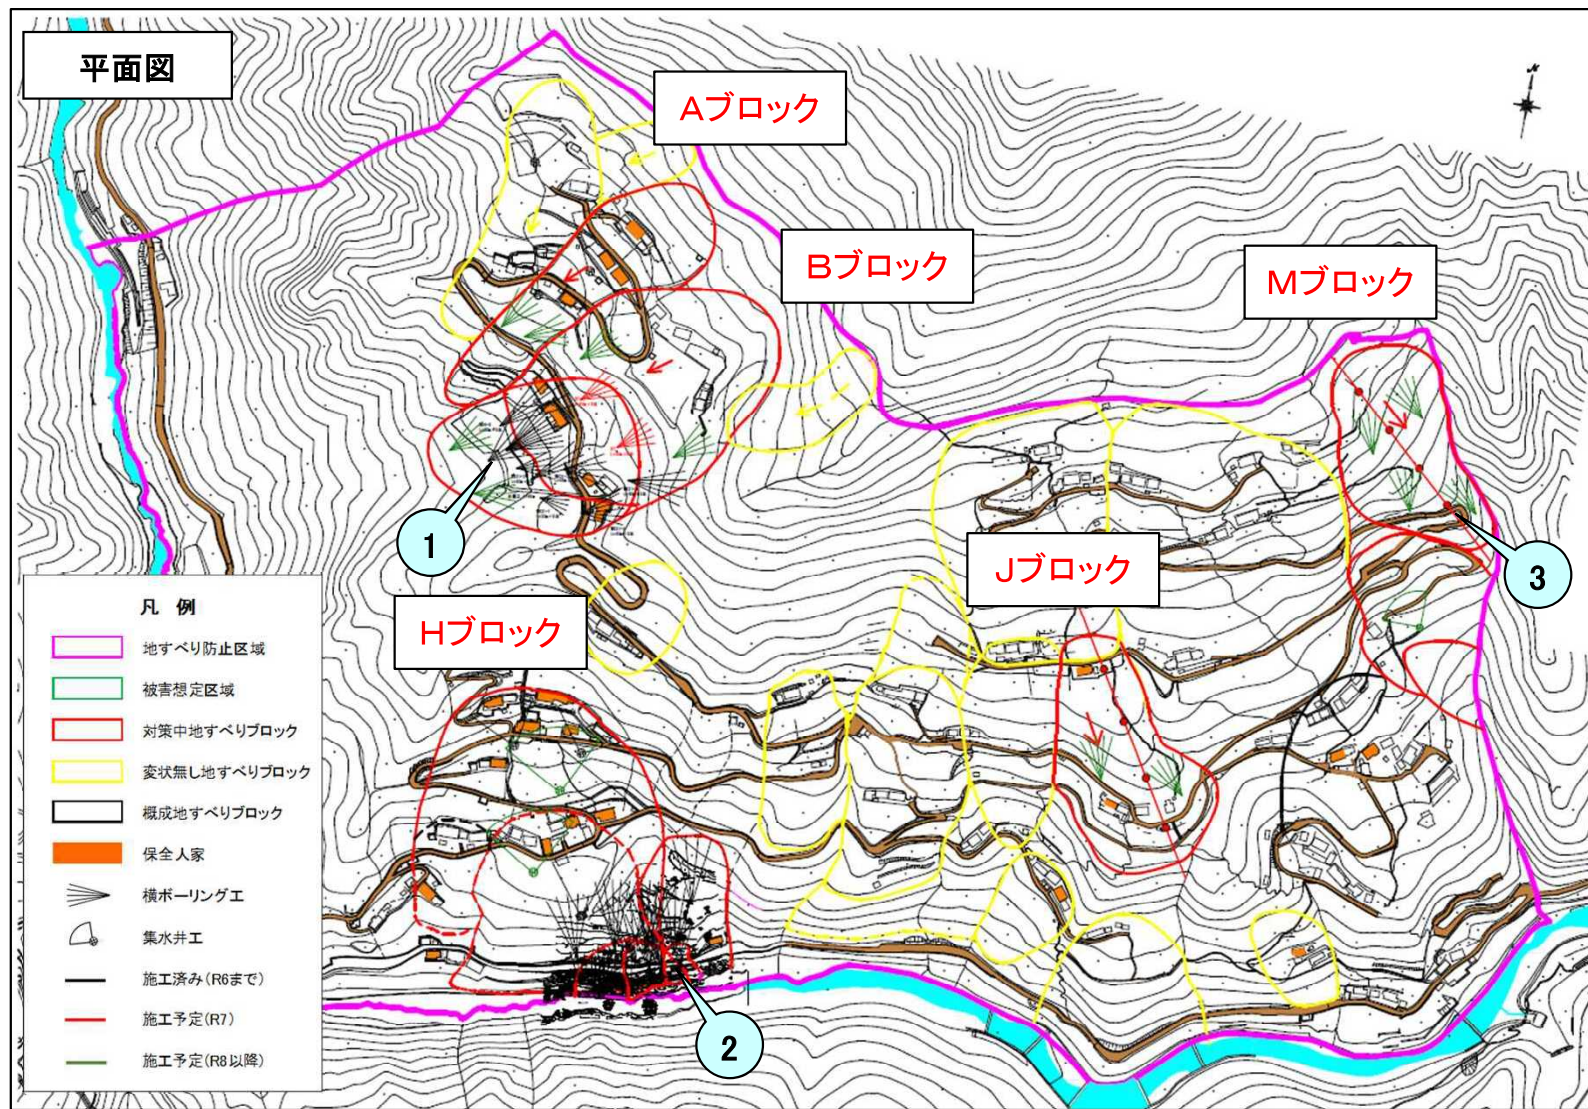 平面図
Aブロック
Bブロック
Mブロック
Jブロック
Hブロック
1
2
3
凡 例
地すべり防止区域
被害想定区域
対策中地すべりブロック
変状無し地すべりブロック
概成地すべりブロック
保全人家
横ボーリング工
集水井工
施工済み(R6まで)
施工予定(R7)
施工予定(R8以降)